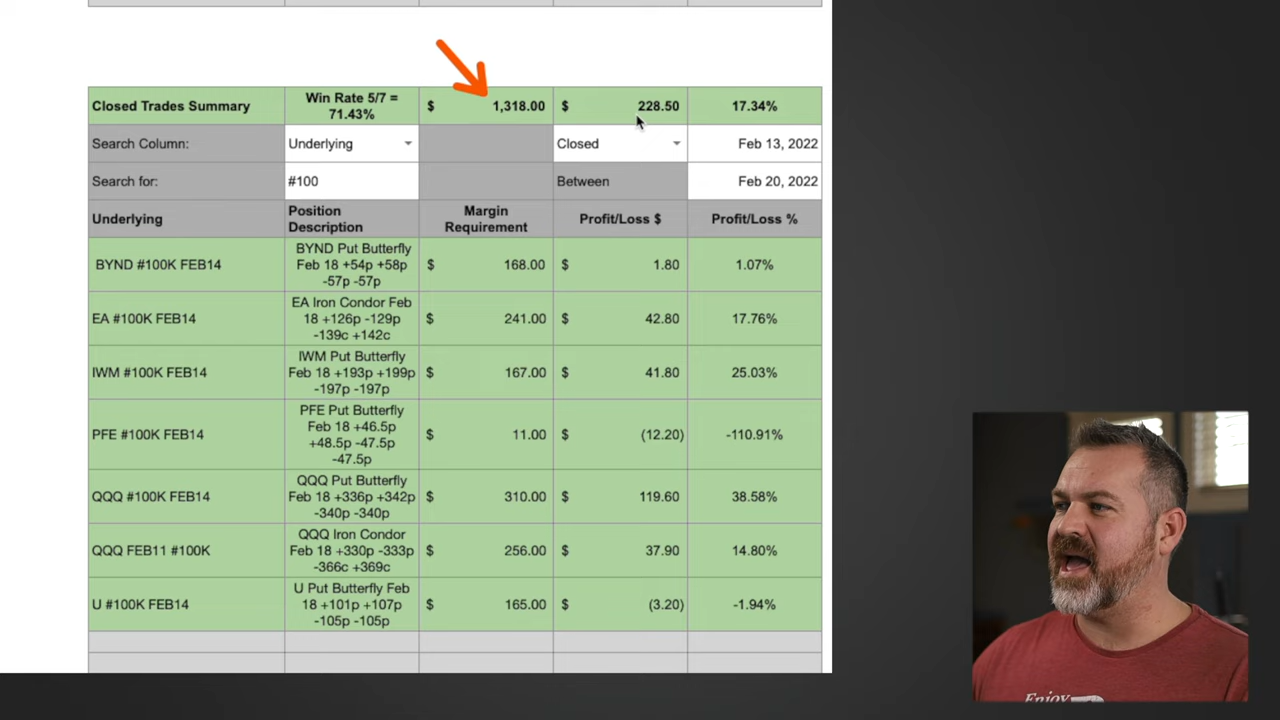 Closed Trades Summary
Win Rate 5/7 =
71.43%
$ 1,318.00
$ 228.50
17.34%
Search Column:
Underlying
Closed
Feb 13, 2022
Search for:
#100
Between
Feb 20, 2022
Underlying
Position
Description
Margin
Requirement
Profit/Loss $
Profit/Loss %
BYND #100K FEB14
BYND Put Butterfly
Feb 18 +54p +58p
-57p -57p
$ 168.00
$ 1.80
1.07%
EA #100K FEB14
EA Iron Condor Feb
18 +126p -129p
-139c +142c
$ 241.00
$ 42.80
17.76%
IWM #100K FEB14
IWM Put Butterfly
Feb 18 +193p +199p
-197p -197p
$ 167.00
$ 41.80
25.03%
PFE #100K FEB14
PFE Put Butterfly
Feb 18 +46.5p
+48.5p -47.5p
-47.5p
$ 11.00
$ (12.20)
-110.91%
QQQ #100K FEB14
QQQ Put Butterfly
Feb 18 +336p +342p
-340p -340p
$ 310.00
$ 119.60
38.58%
QQQ FEB11 #100K
QQQ Iron Condor
Feb 18 +330p -333p
-366c +369c
$ 256.00
$ 37.90
14.80%
U #100K FEB14
U Put Butterfly Feb
18 +101p +107p
-105p -105p
$ 165.00
$ (3.20)
-1.94%
Enjoy